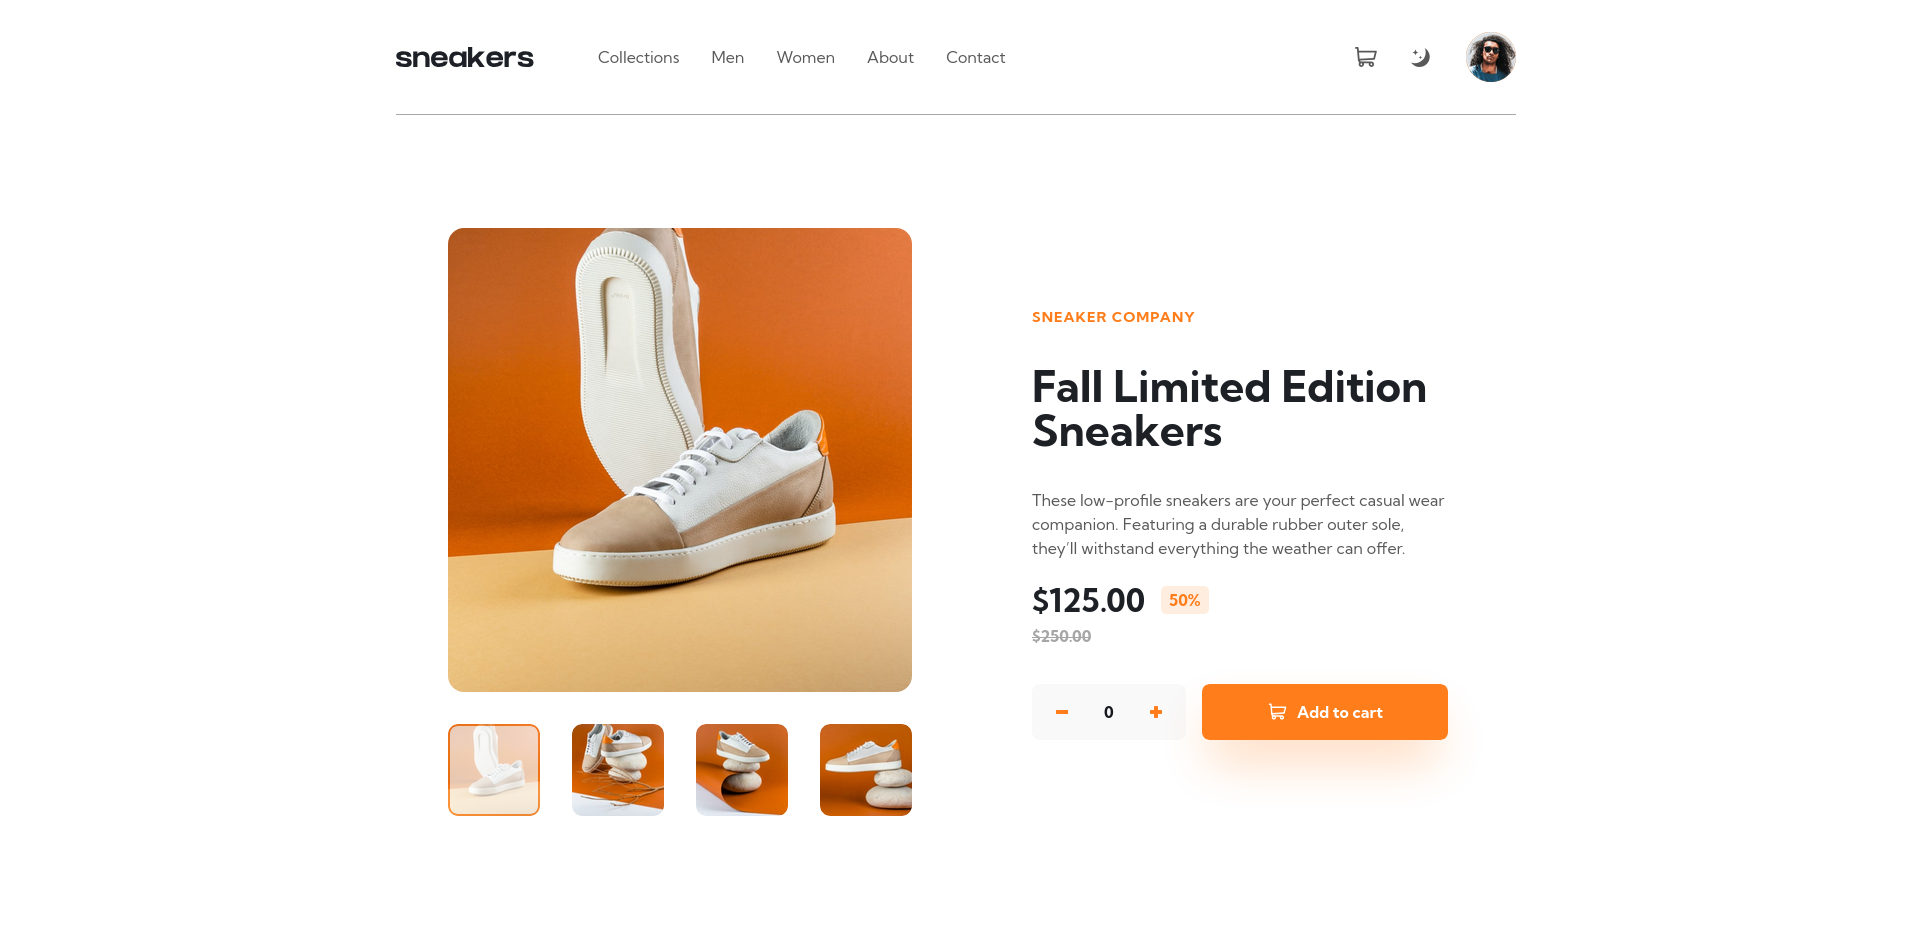 sneakers
Collections
Men
Women
About
Contact
SNEAKER COMPANY
Fall Limited Edition
Sneakers
These low-profile sneakers are your perfect casual wear
companion. Featuring a durable rubber outer sole,
they’ll withstand everything the weather can offer.
$125.00 50%
$250.00
0
Add to cart